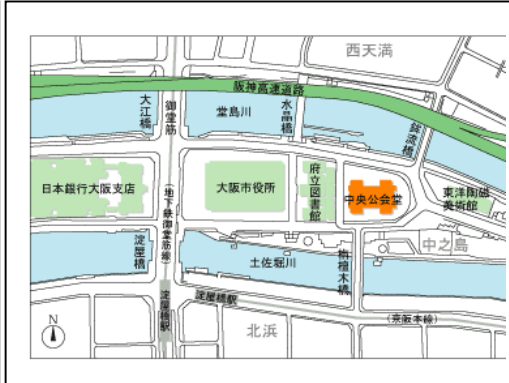 西天満
阪神高速道路
大江橋
御堂筋
堂島川
水晶橋
鉾流橋
日本銀行大阪支店
大阪市役所
府立図書館
中央公会堂
東洋陶磁
美術館
(地下鉄御堂筋線)
淀屋橋
土佐堀川
栴檀木橋
中之島
淀屋橋駅
淀屋橋駅
(京阪本線)
北浜
N